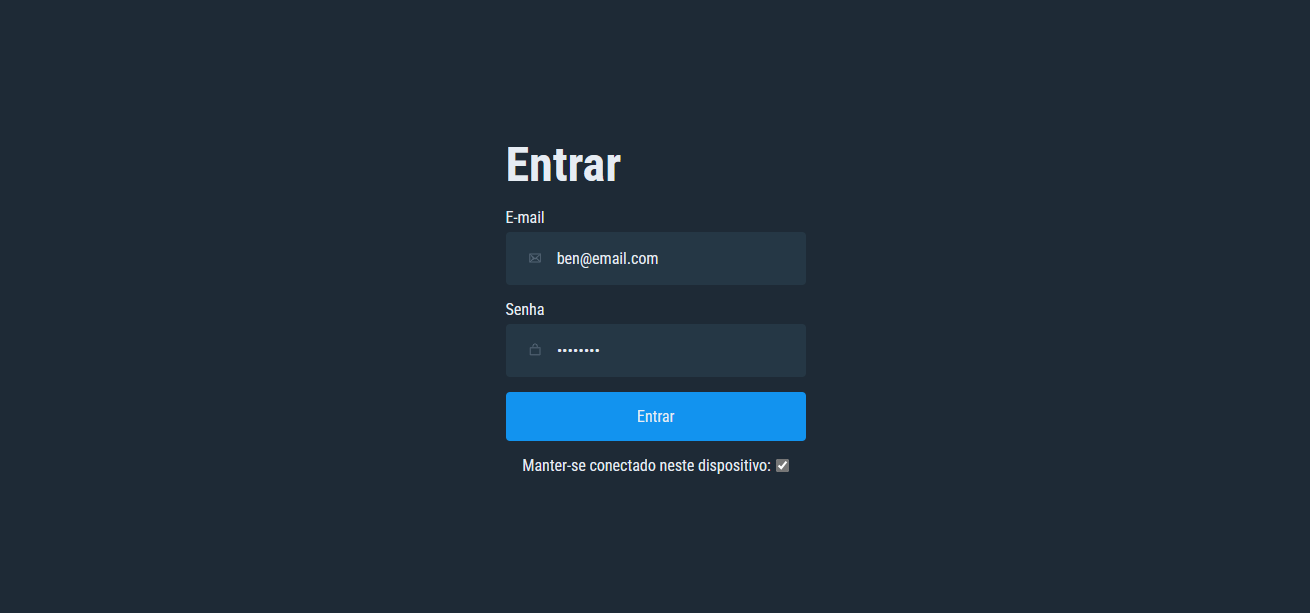 Entrar
E-mail
ben@email.com
Senha
••••••••
Entrar
Manter-se conectado neste dispositivo: